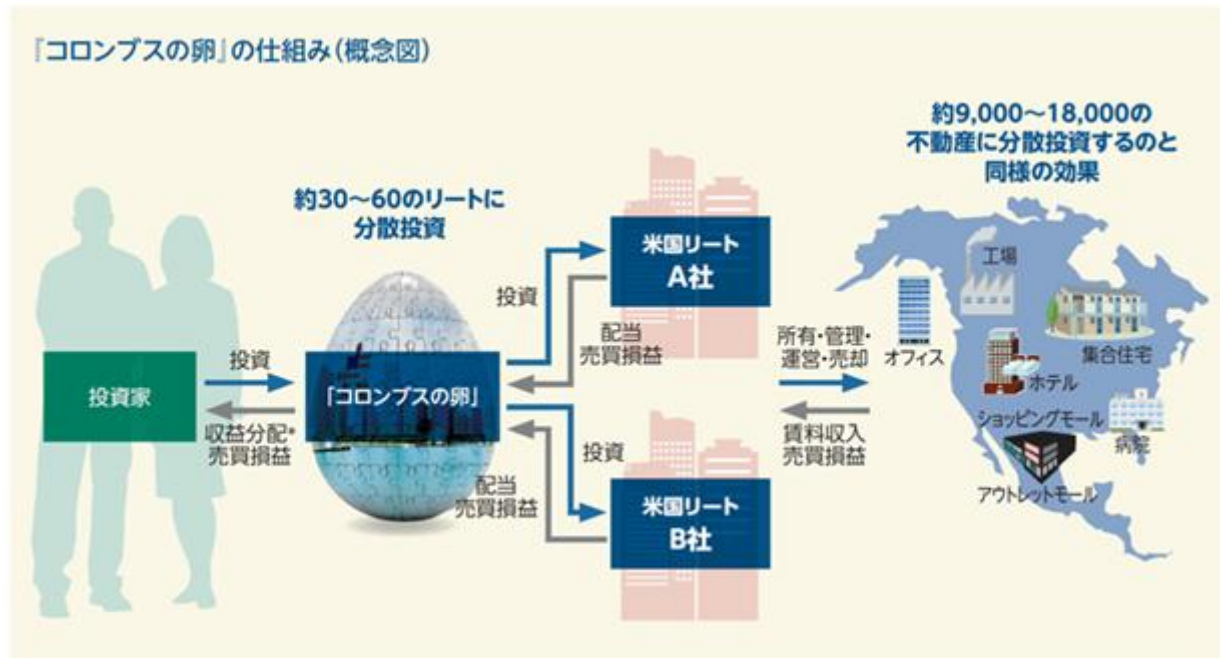 『コロンブスの卵』の仕組み(概念図)
約9,000～18,000の
不動産に分散投資するのと
同様の効果
約30～60のリートに
分散投資
投資家
投資
収益分配*
売買損益
「コロンブスの卵」
投資
配当
売買損益
米国リート
A社
投資
配当
売買損益
米国リート
B社
所有・管理・
運営・売却
賃料収入
売買損益
工場
オフィス
集合住宅
ホテル
ショッピングモール
病院
アウトレットモール